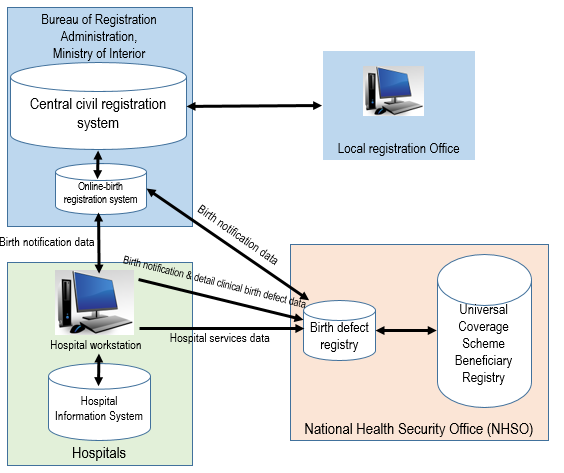 Bureau of Registration
Administration,
Ministry of Interior
Central civil registration
system
Online-birth
registration system
Local registration Office
Birth notification data
Birth notification data
Birth notification & detail clinical birth defect data
Hospital services data
Hospital workstation
Hospital
Information System
Hospitals
Birth defect
registry
Universal
Coverage
Scheme
Beneficiary
Registry
National Health Security Office (NHSO)